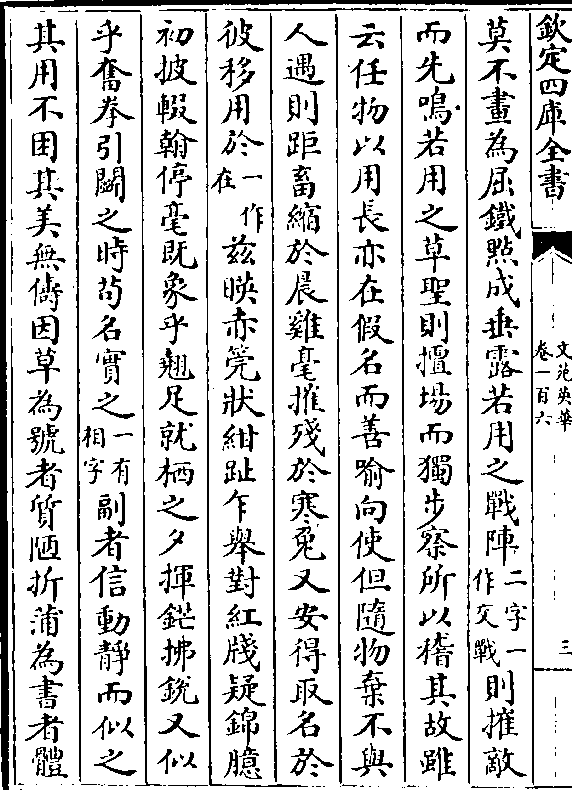 欽定四庫全書
文苑英華
卷一百六
三
莫不畫為屈鐵㸃成垂露若用之戰陣二字一作交戰則摧敵
而先鳴若用之草聖則擅場而獨步察所以稽其故雖
云任物以用長亦在假名而善喻向使但隨物棄不與
人遇則距畜縮於晨雞毫摧殘於寒兔又安得取名於
彼移用於一作在兹暎赤筦狀紺趾乍舉對紅牋疑錦臆
初披輟翰停毫既象乎翹足就栖之夕揮鋩拂銳又似
乎奮拳引鬬之時茍名實之一有相字副者信動靜而似之
其用不困其美無儔因草為號者質陋折蒲為書者體